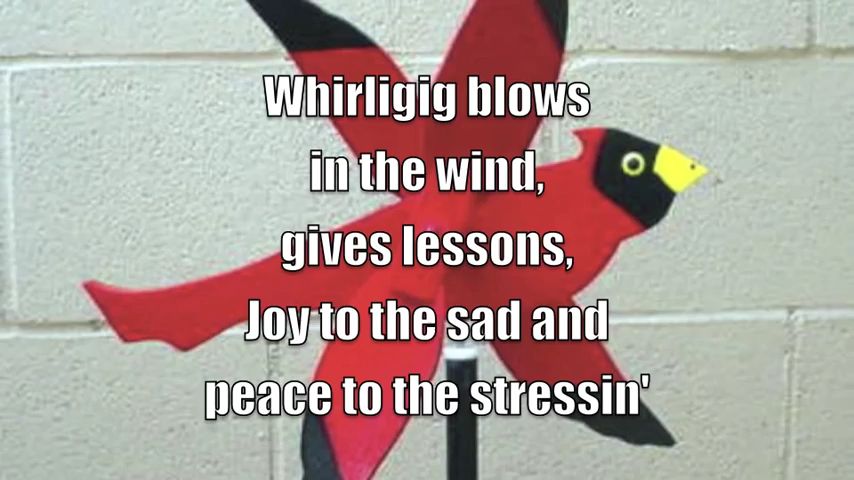 Whirligig blows
in the wind,
gives lessons,
Joy to the sad and
peace to the stressin'